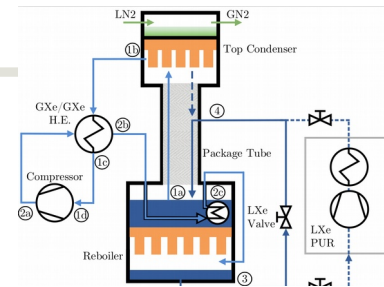 LN2
GN2
1b
Top Condenser
GXe/GXe
H.E.
2b
4
1c
Package Tube
Compressor
1a
2c
2a
1d
LXe
Valve
LXe
PUR
Reboiler
3